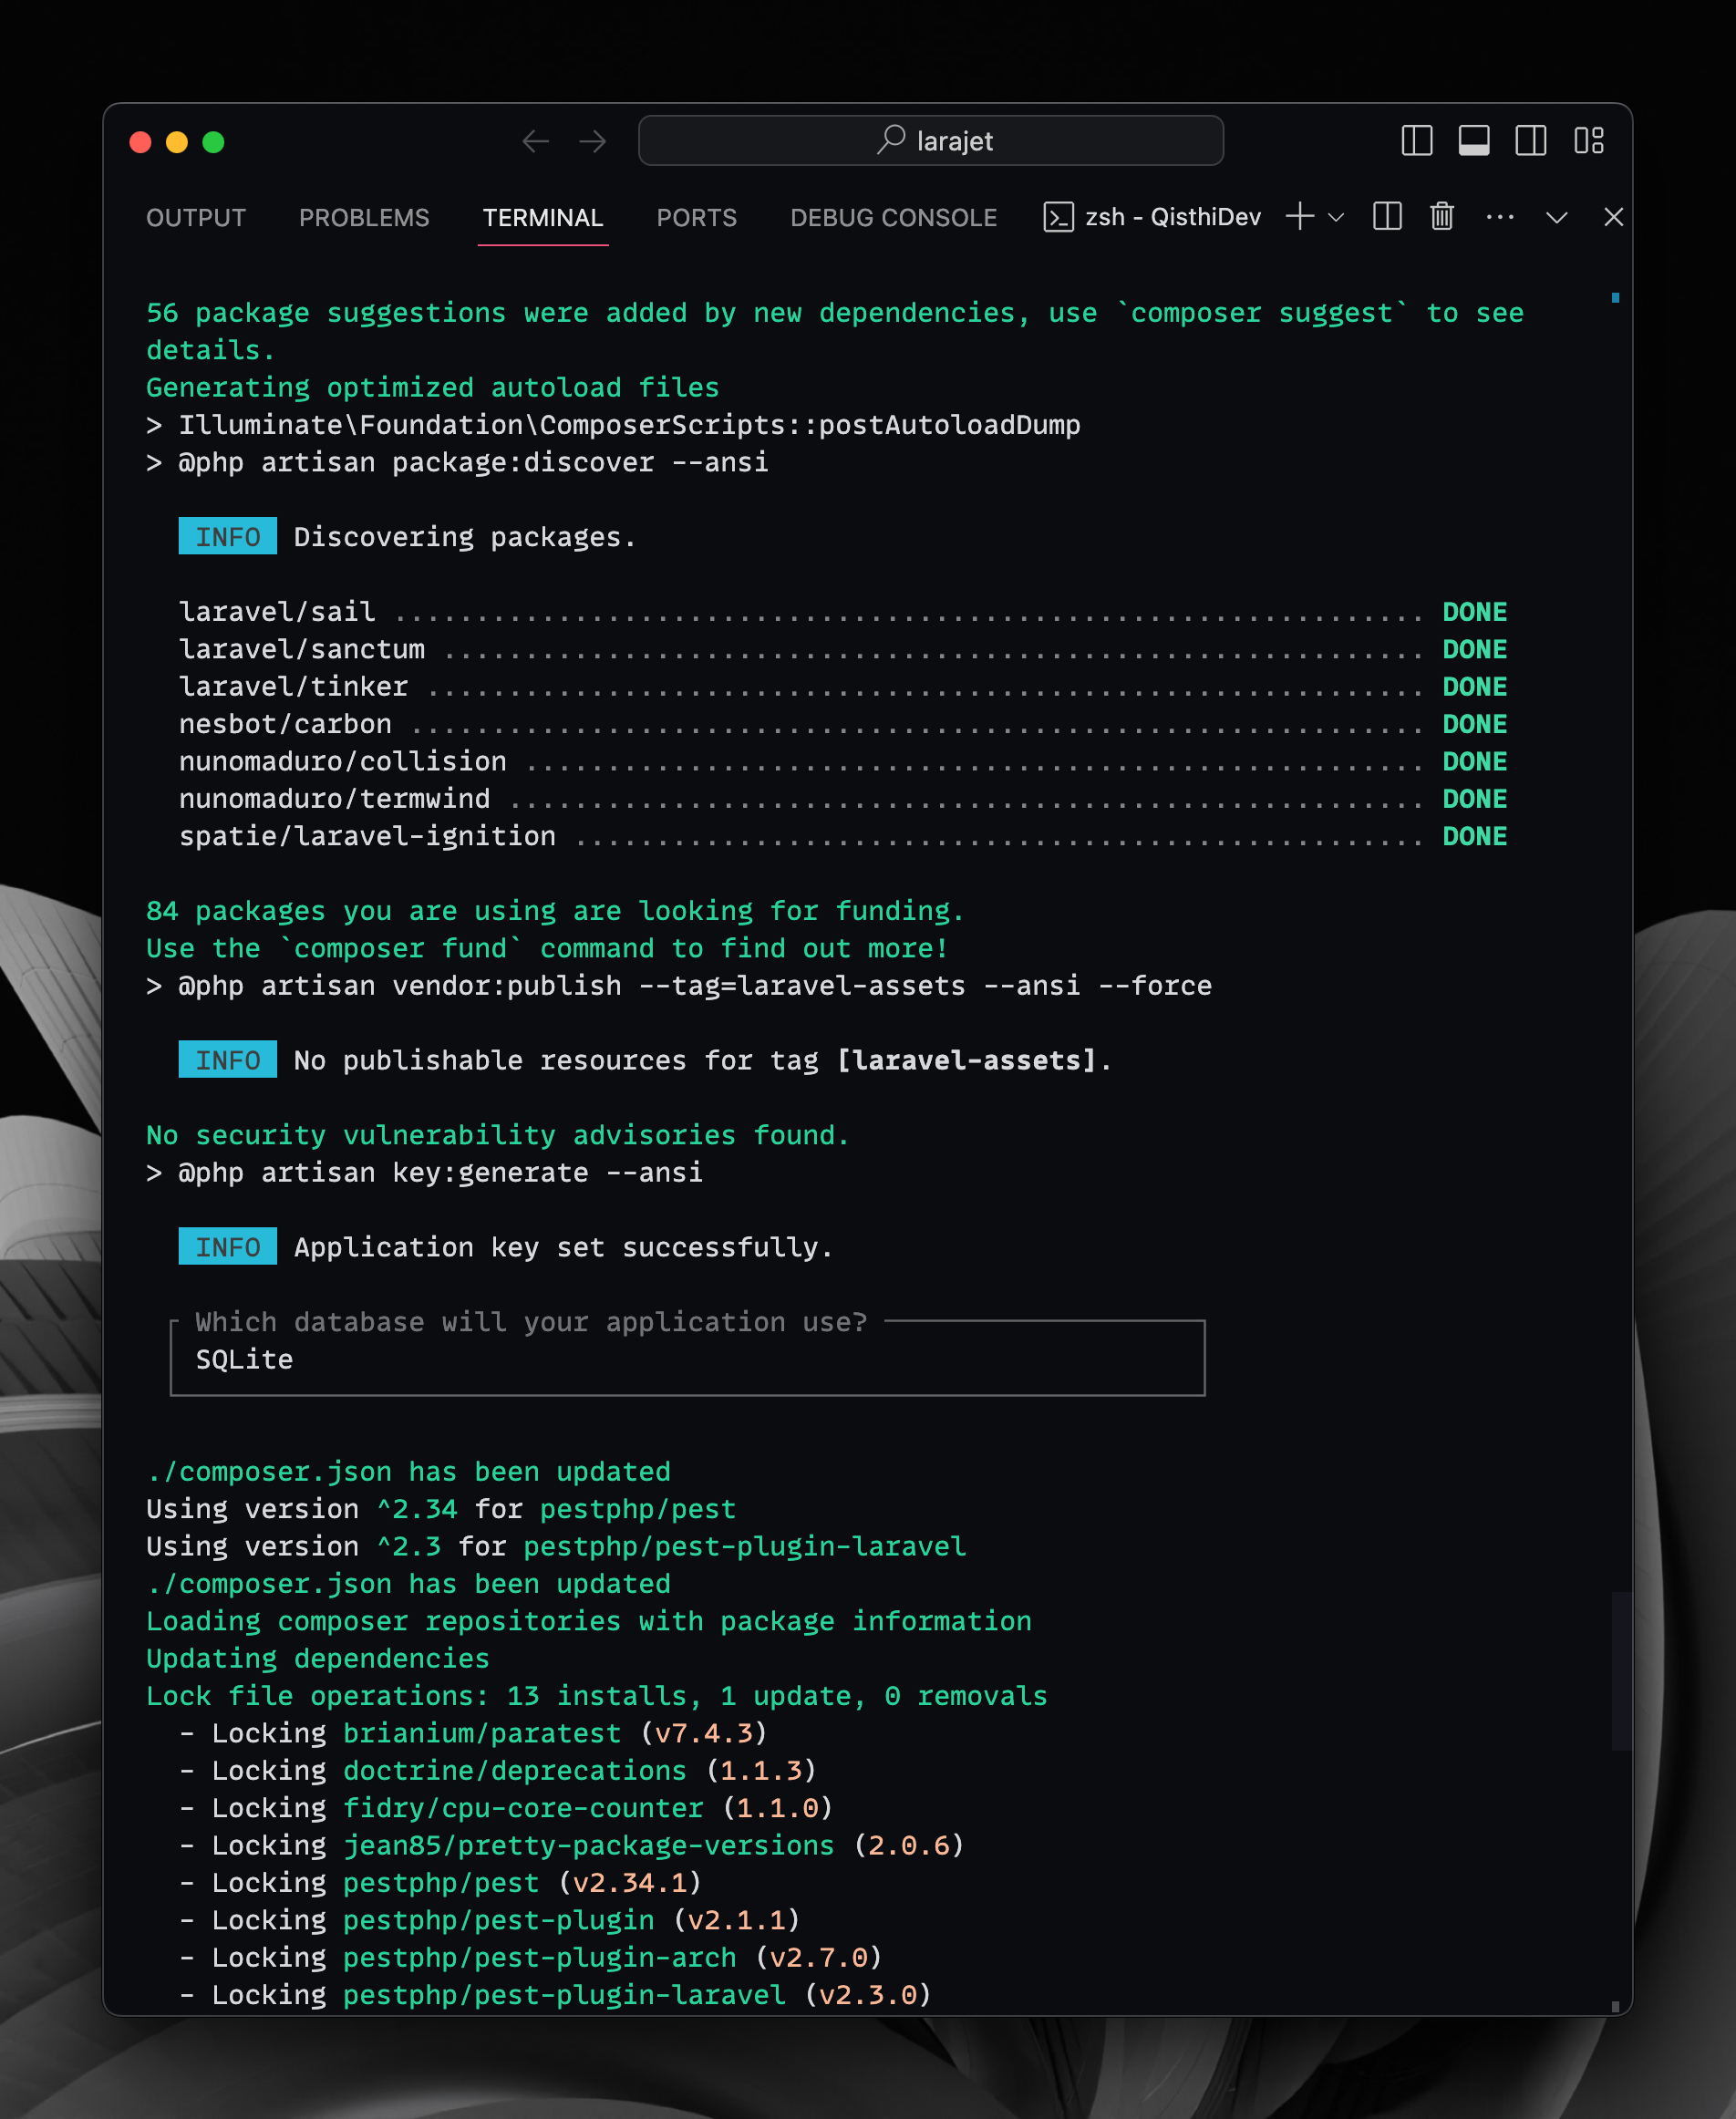 larajet
OUTPUT PROBLEMS TERMINAL PORTS DEBUG CONSOLE zsh - QisthiDev
56 package suggestions were added by new dependencies, use `composer suggest` to see
details.
Generating optimized autoload files
> Illuminate\Foundation\ComposerScripts::postAutoloadDump
> @php artisan package:discover --ansi
INFO Discovering packages.
laravel/sail ............................................................... DONE
laravel/sanctum ............................................................ DONE
laravel/tinker ............................................................. DONE
nesbot/carbon .............................................................. DONE
nunomaduro/collision ....................................................... DONE
nunomaduro/termwind ........................................................ DONE
spatie/laravel-ignition .................................................... DONE
84 packages you are using are looking for funding.
Use the `composer fund` command to find out more!
> @php artisan vendor:publish --tag=laravel-assets --ansi --force
INFO No publishable resources for tag [laravel-assets].
No security vulnerability advisories found.
> @php artisan key:generate --ansi
INFO Application key set successfully.
Which database will your application use?
SQLite
./composer.json has been updated
Using version ^2.34 for pestphp/pest
Using version ^2.3 for pestphp/pest-plugin-laravel
./composer.json has been updated
Loading composer repositories with package information
Updating dependencies
Lock file operations: 13 installs, 1 update, 0 removals
- Locking brianium/paratest (v7.4.3)
- Locking doctrine/deprecations (1.1.3)
- Locking fidry/cpu-core-counter (1.1.0)
- Locking jean85/pretty-package-versions (2.0.6)
- Locking pestphp/pest (v2.34.1)
- Locking pestphp/pest-plugin (v2.1.1)
- Locking pestphp/pest-plugin-arch (v2.7.0)
- Locking pestphp/pest-plugin-laravel (v2.3.0)